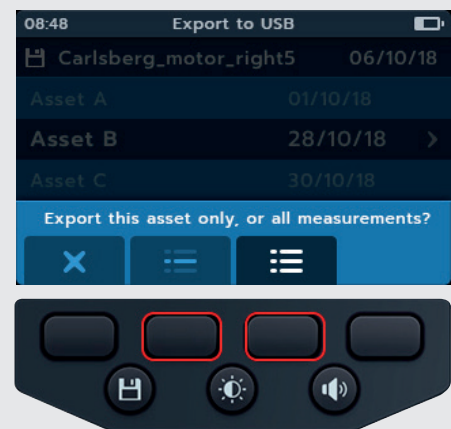 08:48 Export to USB
Carlsberg_motor_right5 06/10/18
Asset A 01/10/18
Asset B 28/10/18
Asset C 30/10/18
Export this asset only, or all measurements?